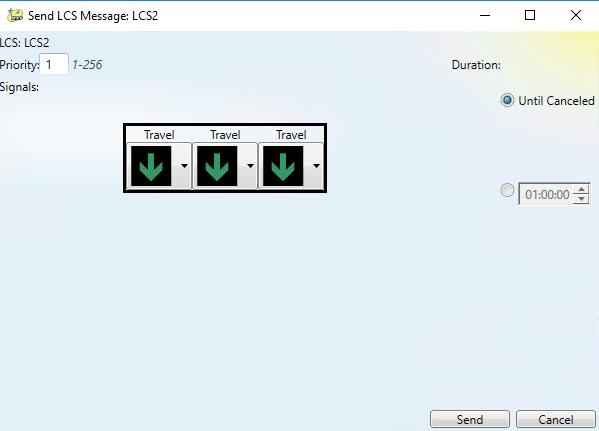 Send LCS Message: LCS2
LCS: LCS2
Priority: 1 1-256
Duration:
Signals:
Until Canceled
Travel Travel Travel
01:00:00
Send Cancel